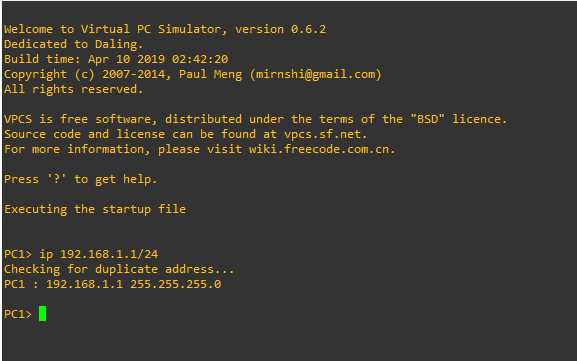 Welcome to Virtual PC Simulator, version 0.6.2
Dedicated to Daling.
Build time: Apr 10 2019 02:42:20
Copyright (c) 2007-2014, Paul Meng (mirnshi@gmail.com)
All rights reserved.
VPCS is free software, distributed under the terms of the "BSD" licence.
Source code and license can be found at vpcs.sf.net.
For more information, please visit wiki.freecode.com.cn.
Press '?' to get help.
Executing the startup file
PC1> ip 192.168.1.1/24
Checking for duplicate address...
PC1 : 192.168.1.1 255.255.255.0
PC1>